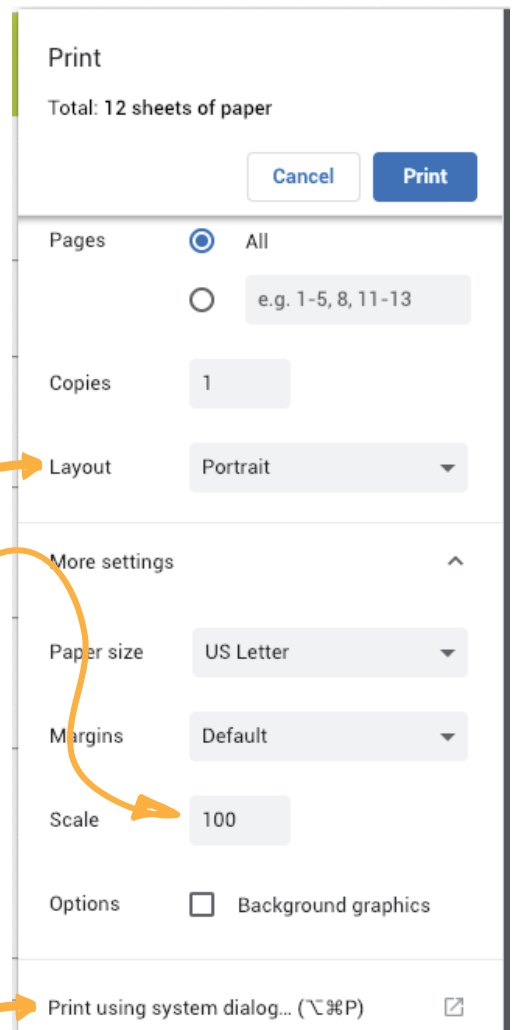 Print
Total: 12 sheets of paper
Cancel Print
Pages All
e.g. 1-5, 8, 11-13
Copies 1
Layout Portrait
More settings
Paper size US Letter
Margins Default
Scale 100
Options Background graphics
Print using system dialog... (⌥⌘P)